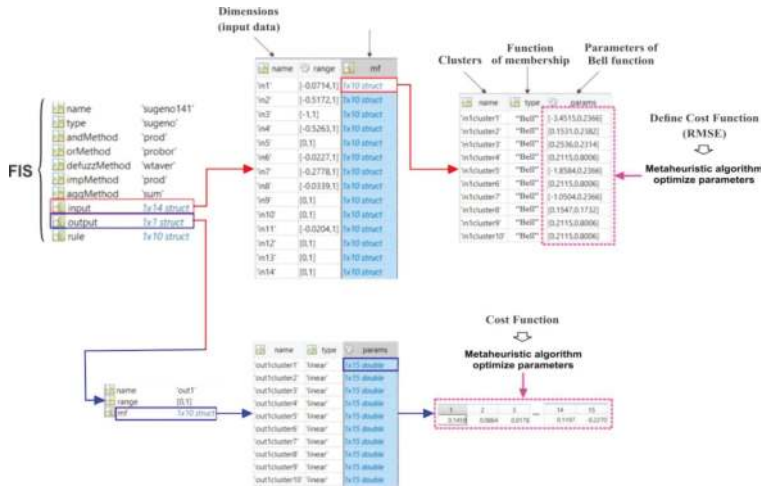 Dimensions
(input data)
name range mf
'in1' [-0.0714,1] 1x10 struct
'in2' [-0.5172,1] 1x10 struct
'in3' [-1,1] 1x10 struct
'in4' [-0.5263,1] 1x10 struct
'in5' [0,1] 1x10 struct
'in6' [-0.0227,1] 1x10 struct
'in7' [-0.2778,1] 1x10 struct
'in8' [-0.0339,1] 1x10 struct
'in9' [0,1] 1x10 struct
'in10' [0,1] 1x10 struct
'in11' [-0.0204,1] 1x10 struct
'in12' [0,1] 1x10 struct
'in13' [0,1] 1x10 struct
'in14' [0,1] 1x10 struct
FIS
name 'sugeno141'
type 'sugeno'
andMethod 'prod'
orMethod 'probor'
defuzzMethod 'wtaver'
impMethod 'prod'
aggMethod 'sum'
input 1x14 struct
output 1x1 struct
rule 1x10 struct
Clusters
Function
of membership
Parameters of
Bell function
name type params
'in1cluster1' '"Bell"' [-3.4515,0.2366]
'in1cluster2' '"Bell"' [0.1531,0.2382]
'in1cluster3' '"Bell"' [0.2536,0.2314]
'in1cluster4' '"Bell"' [0.2115,0.8006]
'in1cluster5' '"Bell"' [-1.8584,0.2366]
'in1cluster6' '"Bell"' [0.2115,0.8006]
'in1cluster7' '"Bell"' [-1.0504,0.2366]
'in1cluster8' '"Bell"' [0.1547,0.1732]
'in1cluster9' '"Bell"' [0.2115,0.8006]
'in1cluster10' '"Bell"' [0.2115,0.8006]
Define Cost Function
(RMSE)
Metaheuristic algorithm
optimize parameters
name 'out1'
range [0,1]
mf 1x10 struct
name type params
'out1cluster1' 'linear' 1x15 double
'out1cluster2' 'linear' 1x15 double
'out1cluster3' 'linear' 1x15 double
'out1cluster4' 'linear' 1x15 double
'out1cluster5' 'linear' 1x15 double
'out1cluster6' 'linear' 1x15 double
'out1cluster7' 'linear' 1x15 double
'out1cluster8' 'linear' 1x15 double
'out1cluster9' 'linear' 1x15 double
'out1cluster10' 'linear' 1x15 double
Cost Function
Metaheuristic algorithm
optimize parameters
1 2 3 ... 14 15
0.1418 0.0664 0.0178 0.1197 -0.2270